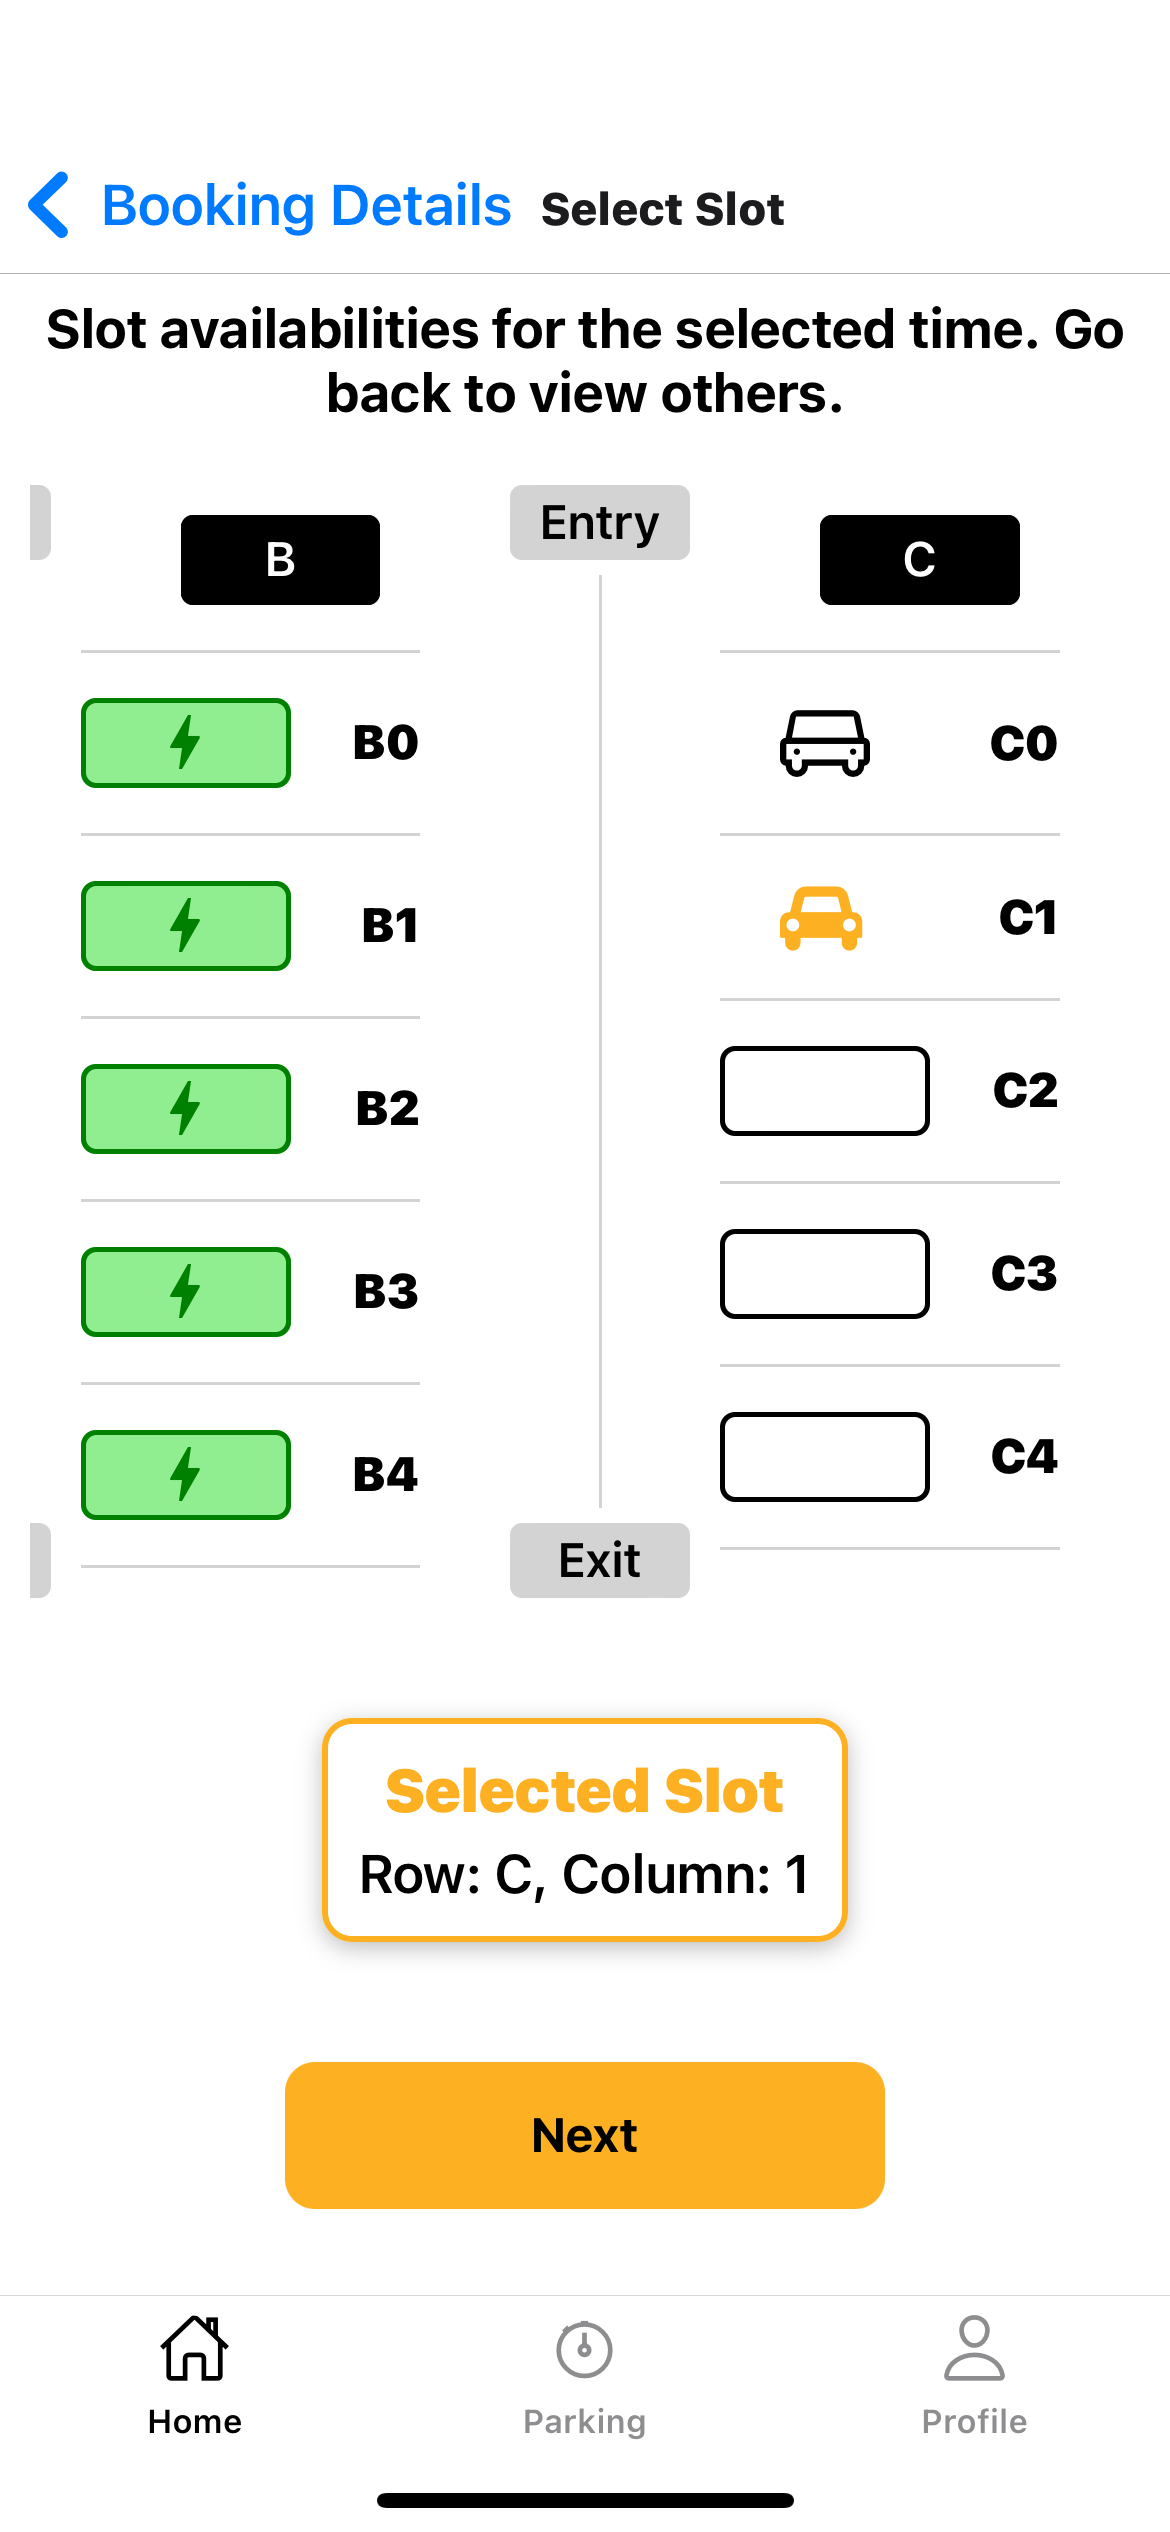 Booking Details Select Slot
Slot availabilities for the selected time. Go
back to view others.
Entry
B
C
B0
C0
B1
C1
B2
C2
B3
C3
B4
C4
Exit
Selected Slot
Row: C, Column: 1
Next
Home
Parking
Profile